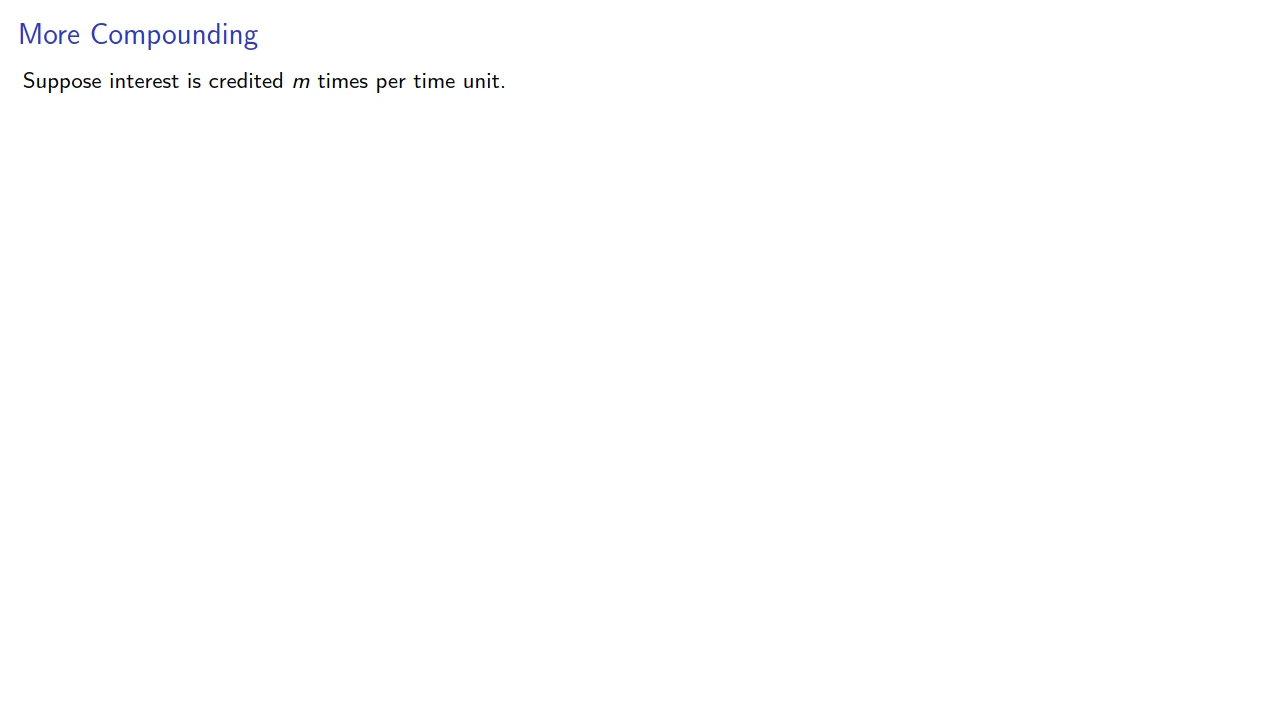 More Compounding
Suppose interest is credited m times per time unit.